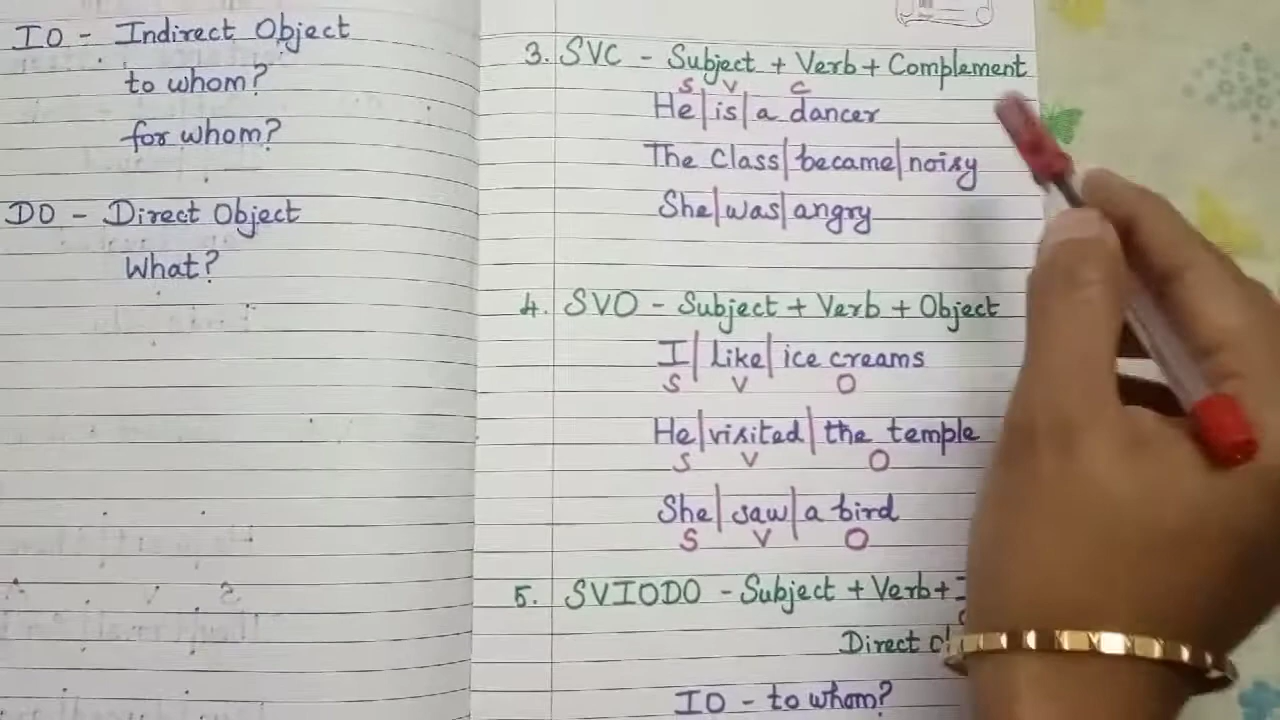 IO - Indirect Object
to whom?
for whom?
DO - Direct Object
What?
3. SVC - Subject + Verb + Complement
S V C
He| is| a dancer
The Class| became| noisy
She| was| angry
4. SVO - Subject + Verb + Object
I| like| ice creams
S V O
He| visited| the temple
S V O
She| saw| a bird
S V O
5. SVIODO - Subject + Verb +
Direct
IO - to whom?